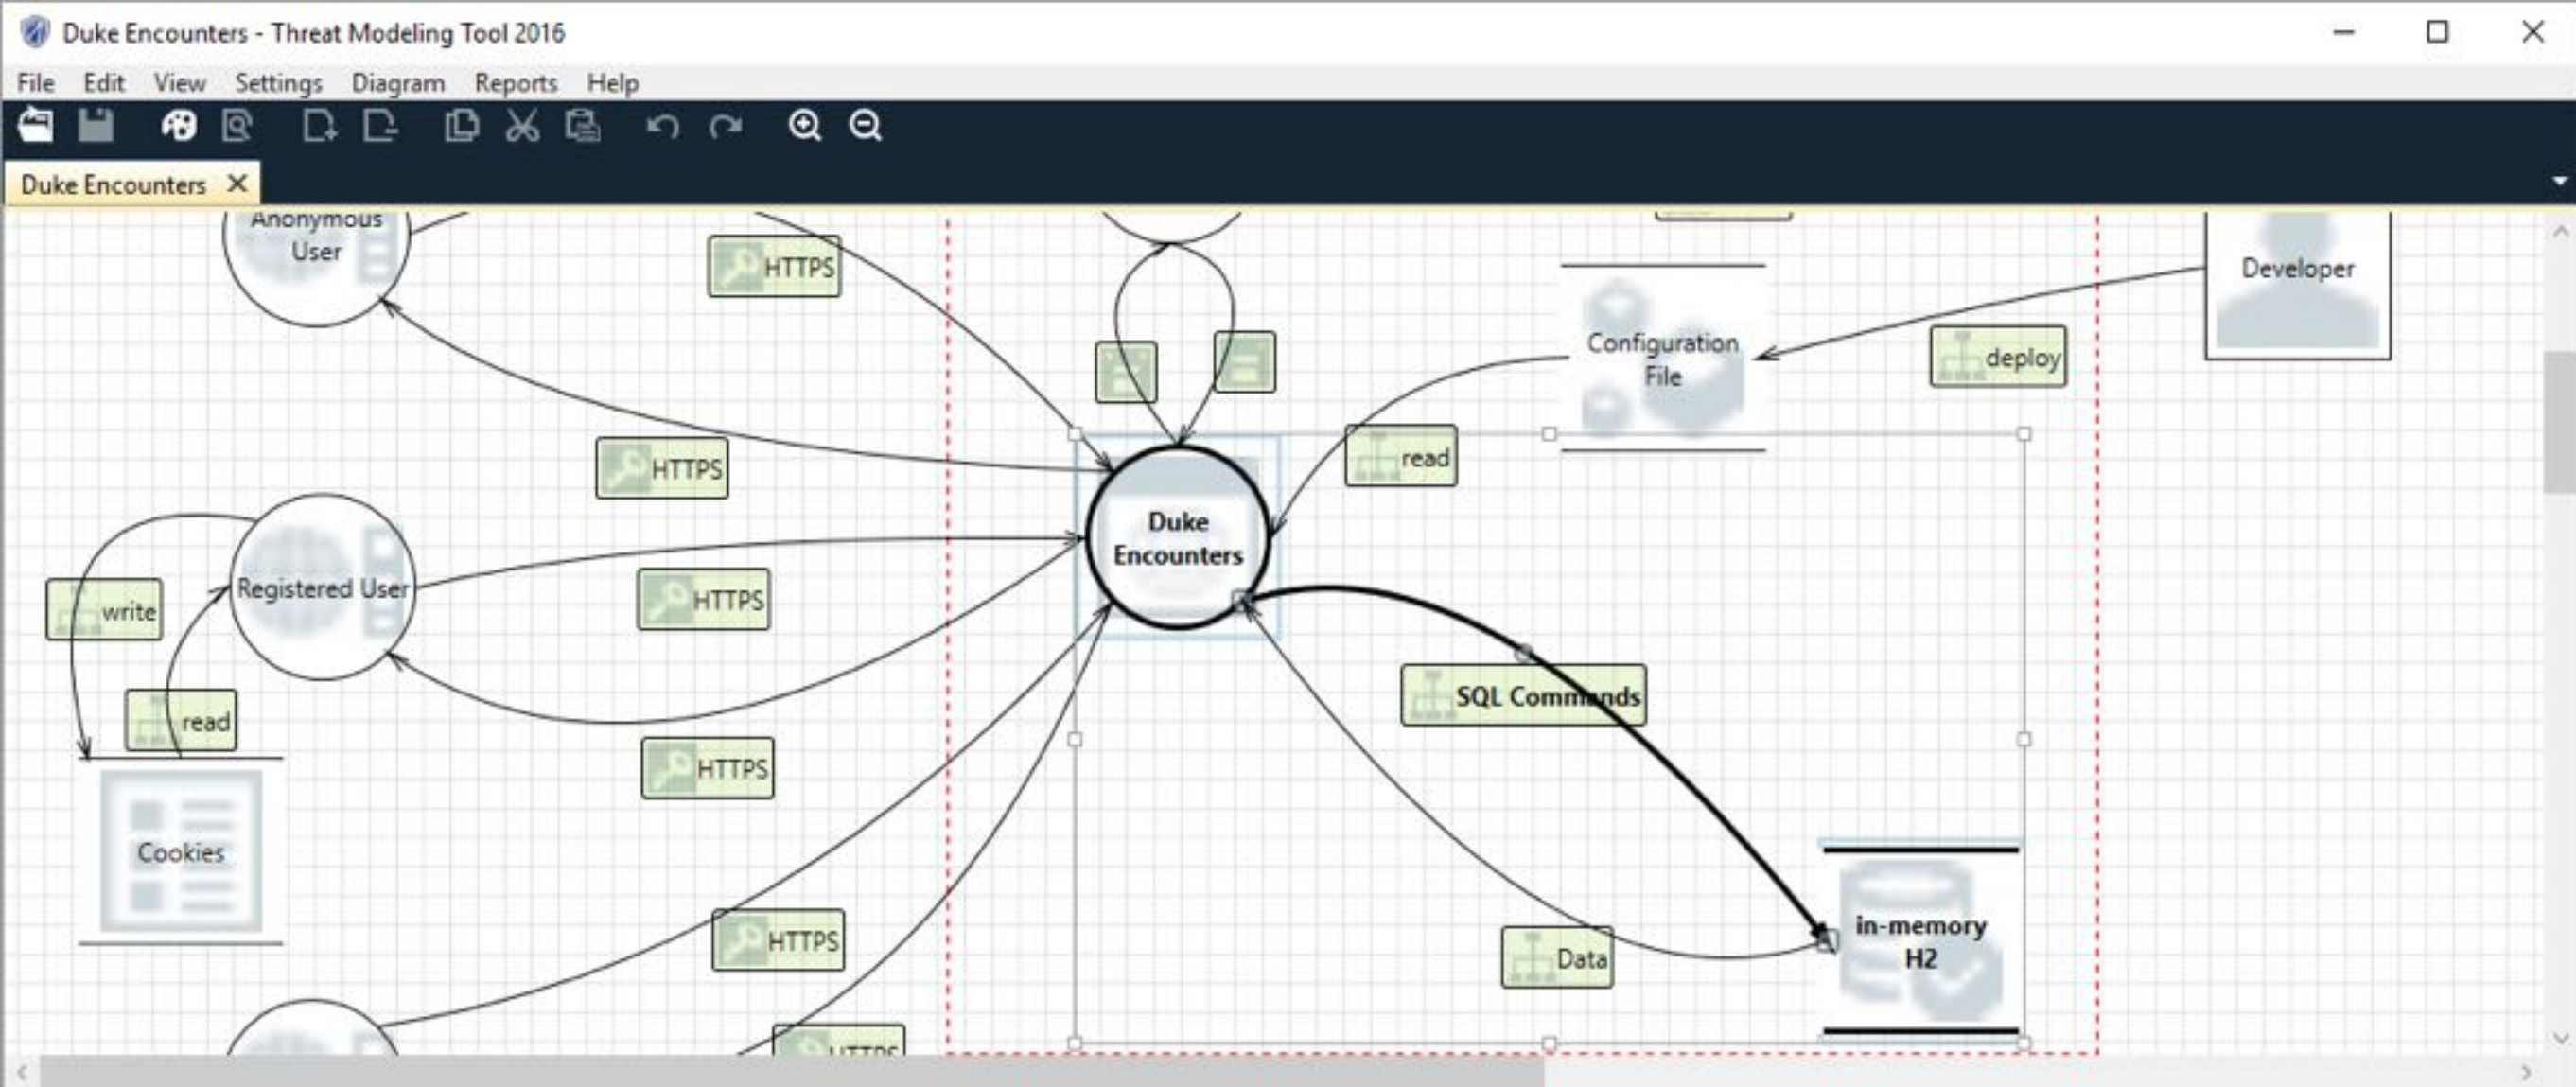 Duke Encounters - Threat Modeling Tool 2016
File Edit View Settings Diagram Reports Help
Duke Encounters
Anonymous
User
HTTPS
Developer
Configuration
File
deploy
HTTPS
read
Duke
Encounters
Registered User
HTTPS
write
SQL Commands
read
HTTPS
Cookies
HTTPS
in-memory
H2
Data
HTTPS